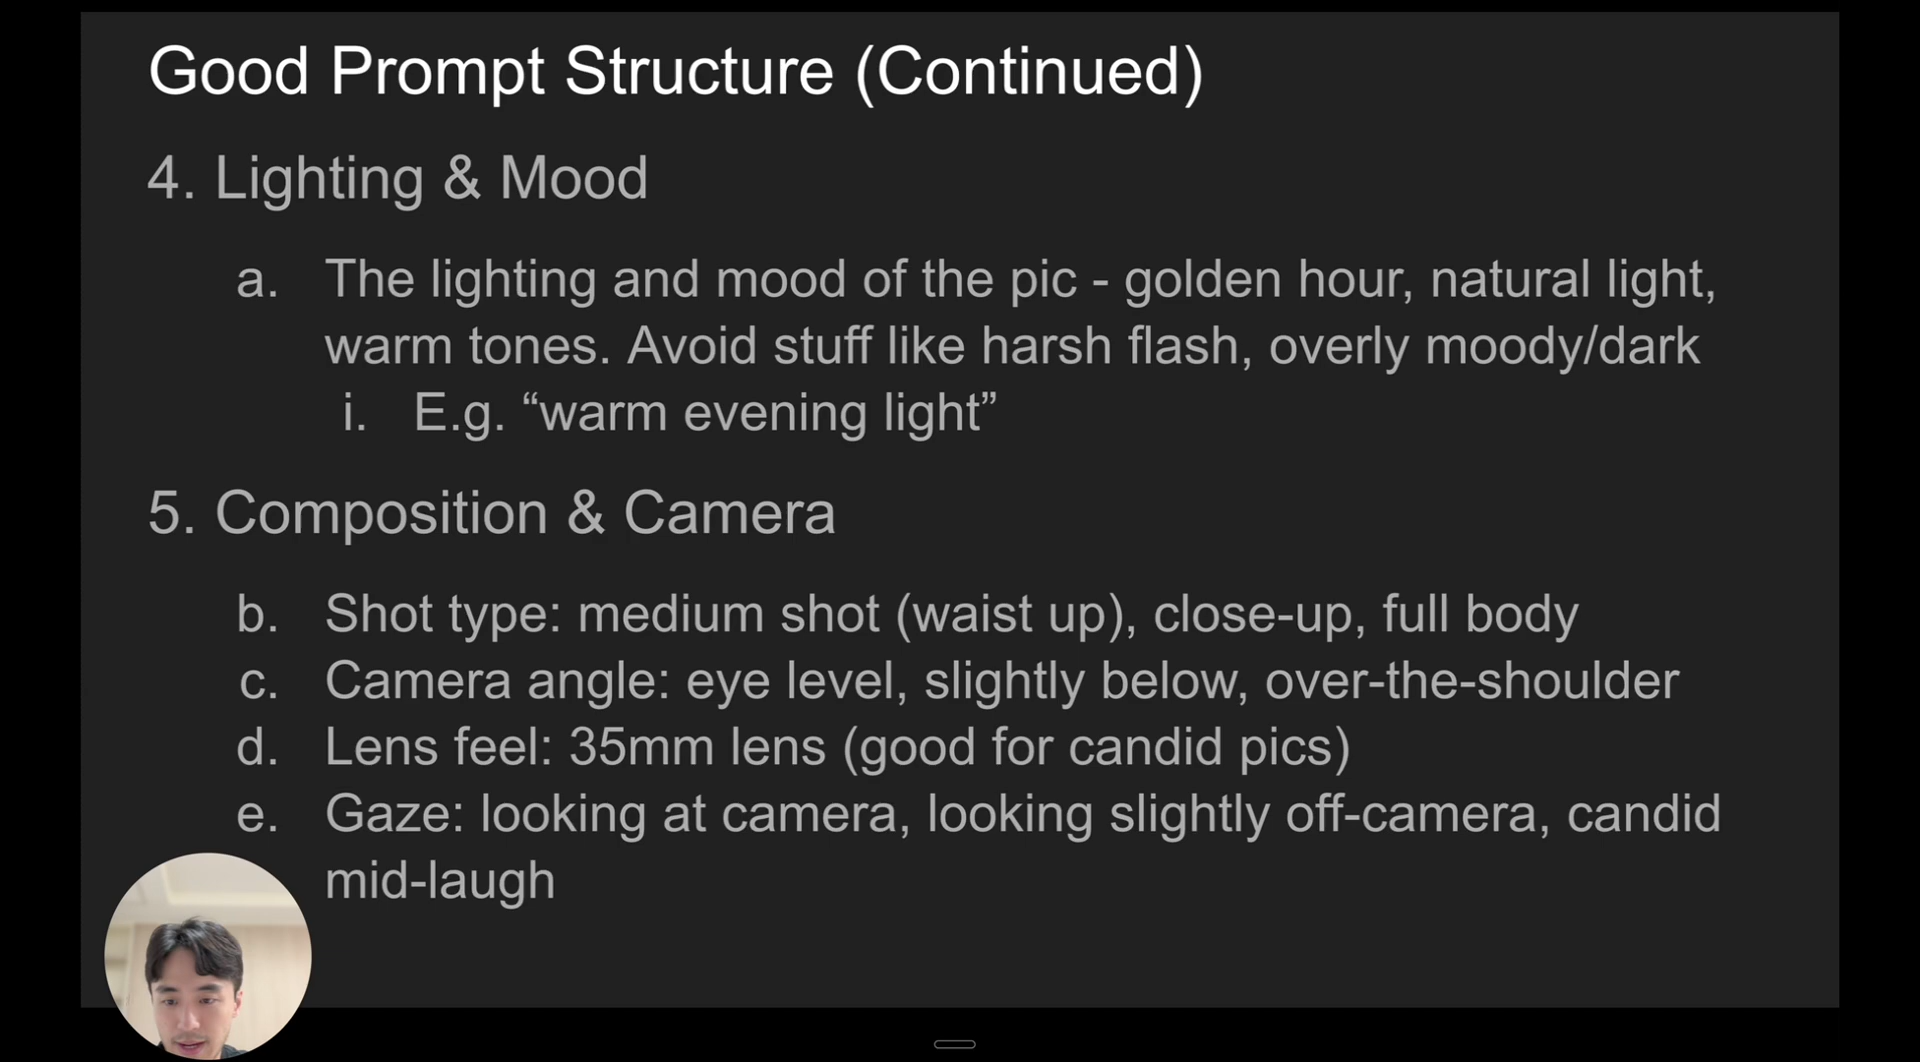 Good Prompt Structure (Continued)
4. Lighting & Mood
a. The lighting and mood of the pic - golden hour, natural light,
warm tones. Avoid stuff like harsh flash, overly moody/dark
i. E.g. “warm evening light”
5. Composition & Camera
b. Shot type: medium shot (waist up), close-up, full body
c. Camera angle: eye level, slightly below, over-the-shoulder
d. Lens feel: 35mm lens (good for candid pics)
e. Gaze: looking at camera, looking slightly off-camera, candid
mid-laugh